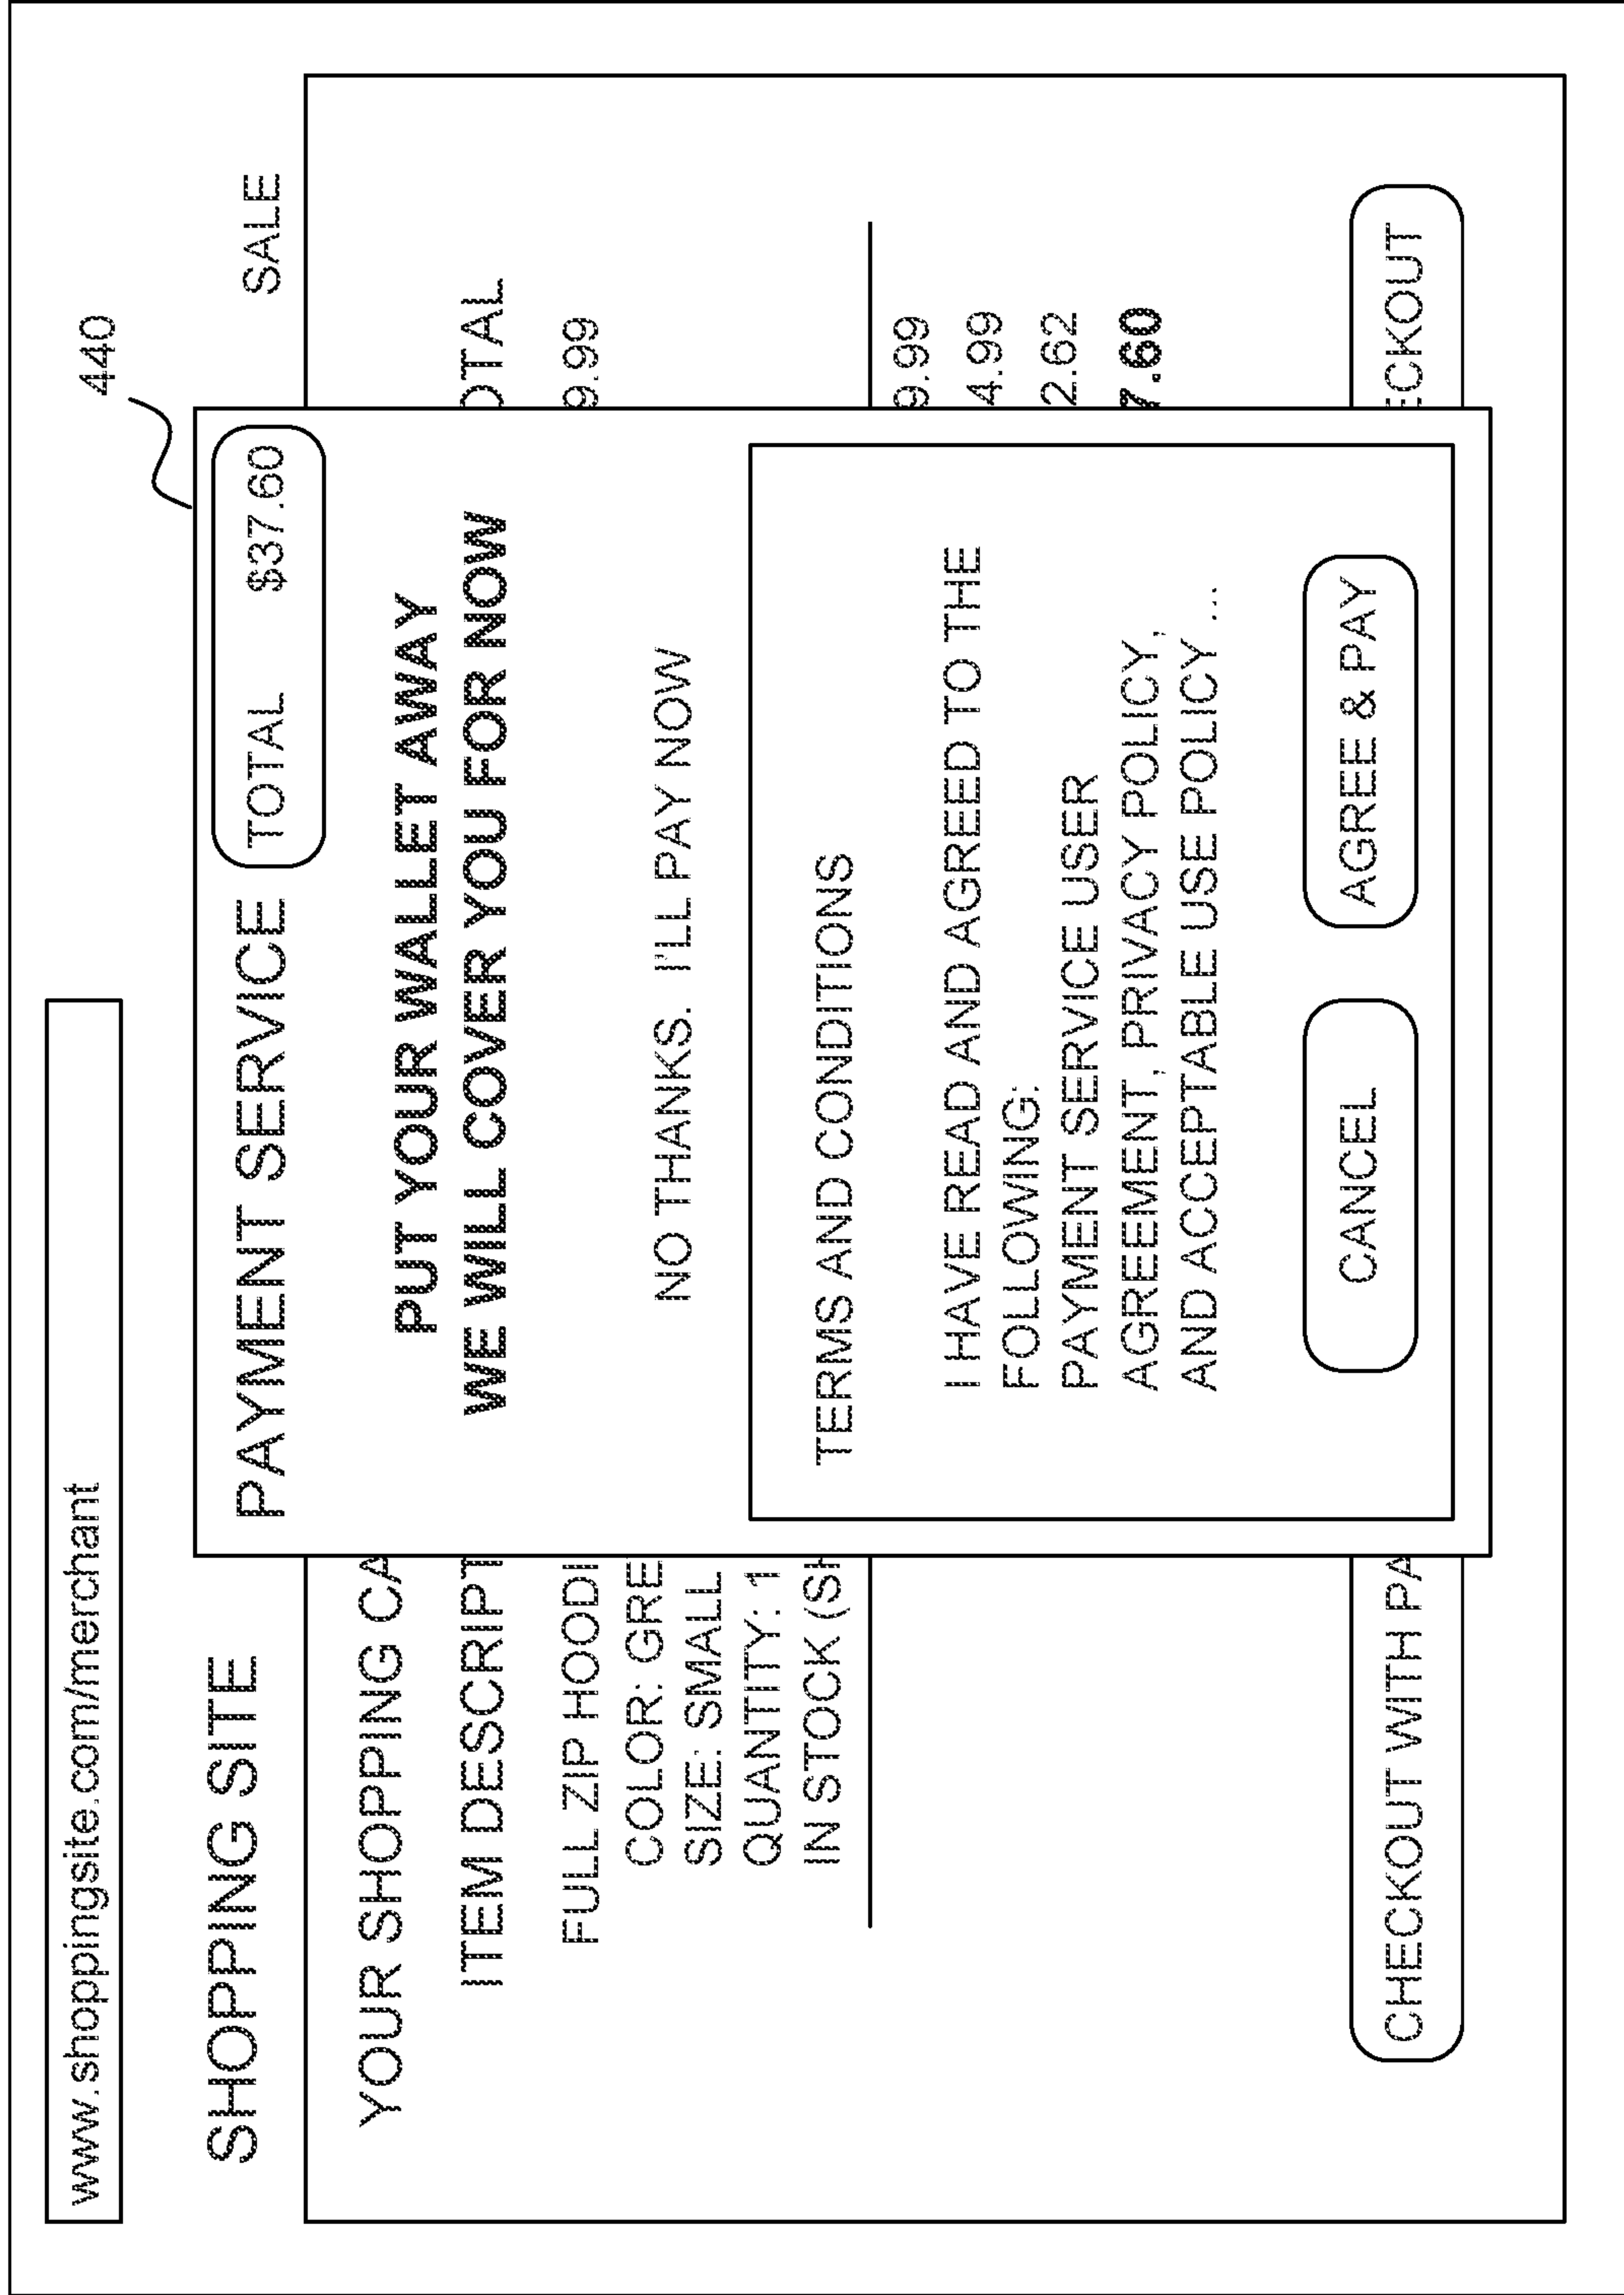 440
www.shoppingsite.com/merchant
SHOPPING SITE
SALE
PAYMENT SERVICE
TOTAL $37.60
YOUR SHOPPING CA
PUT YOUR WALLET AWAY
WE WILL COVER YOU FOR NOW
ITEM DESCRIPT
OTAL
FULL ZIP HOODI
9.99
COLOR: GRE
NO THANKS. I'LL PAY NOW
SIZE: SMALL
QUANTITY: 1
IN STOCK (SH
TERMS AND CONDITIONS
9.99
I HAVE READ AND AGREED TO THE
4.99
FOLLOWING:
2.62
PAYMENT SERVICE USER
AGREEMENT, PRIVACY POLICY,
7.60
AND ACCEPTABLE USE POLICY ...
CANCEL
AGREE & PAY
CHECKOUT WITH PA
ECKOUT